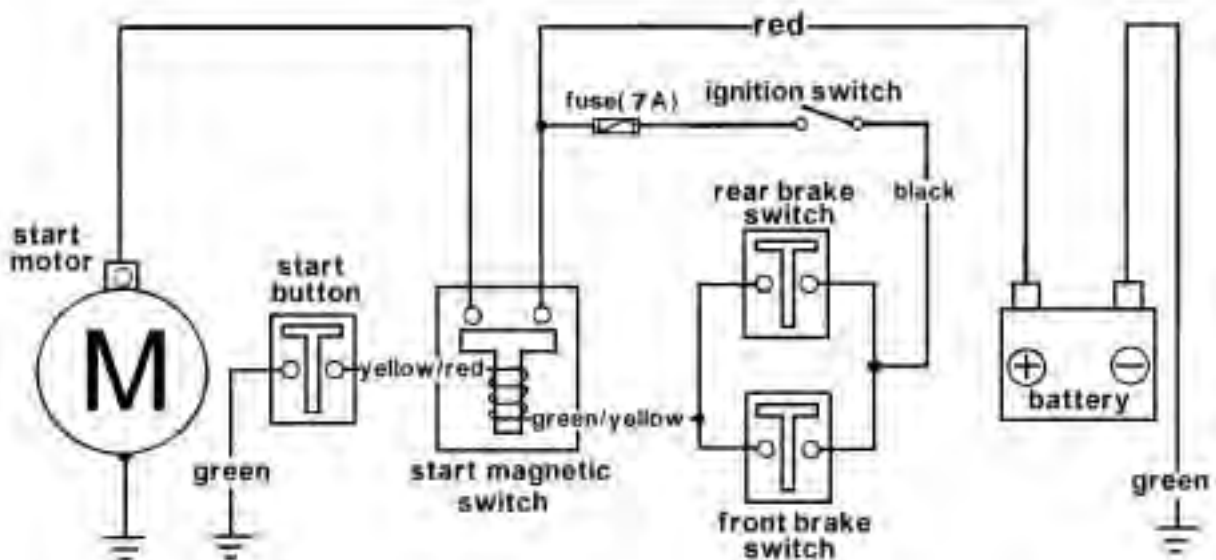 red
fuse( 7 A)
ignition switch
rear brake
switch
black
start
motor
start
button
M
yellow/red
green/yellow
+
−
battery
green
start magnetic
switch
front brake
switch
green